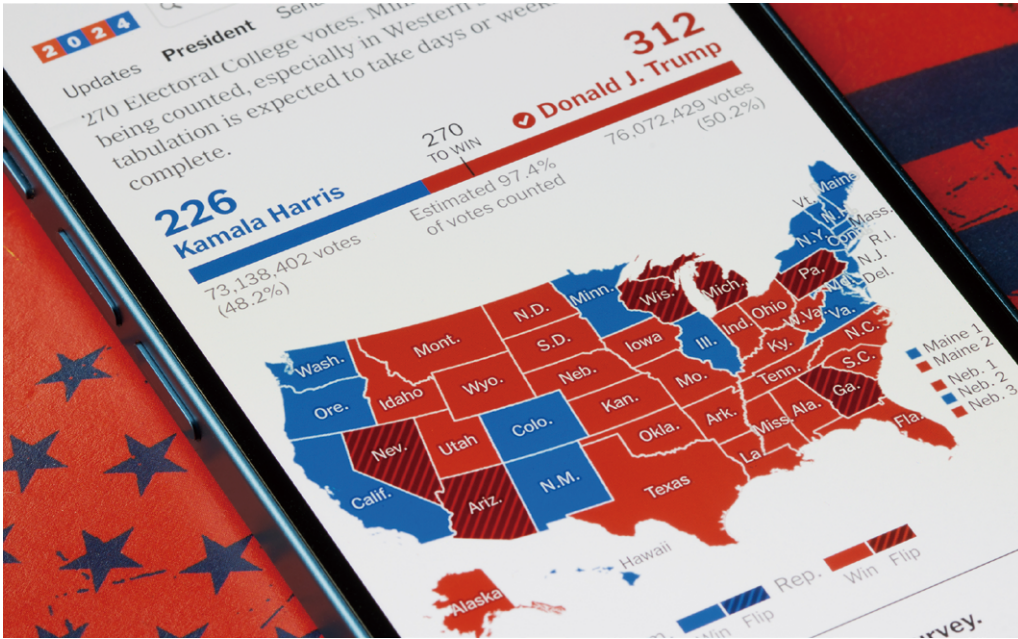 2024
President
Updates
270 Electoral College votes.
being counted, especially in Western
tabulation is expected to take days or
complete.
312
Donald J. Trump
270
TO WIN
226
Kamala Harris
76,072,429 votes
(50.2%)
Estimated 97.4%
of votes counted
73,138,402 votes
(48.2%)
Maine
Vt.
N.H.
Mass.
N.Y.
Conn.
R.I.
N.J.
Pa.
Md.
Del.
Wash.
Mont.
N.D.
Minn.
Wis.
Mich.
Ore.
Idaho
Wyo.
S.D.
Iowa
Ill.
Ind.
Ohio
W.Va.
Va.
Nev.
Utah
Colo.
Neb.
Kan.
Mo.
Ky.
N.C.
Tenn.
S.C.
Calif.
Ariz.
N.M.
Okla.
Ark.
Miss.
Ala.
Ga.
Texas
La.
Fla.
Maine 1
Maine 2
Neb. 1
Neb. 2
Neb. 3
Alaska
Hawaii
Win
Flip
Rep.
Win
Flip